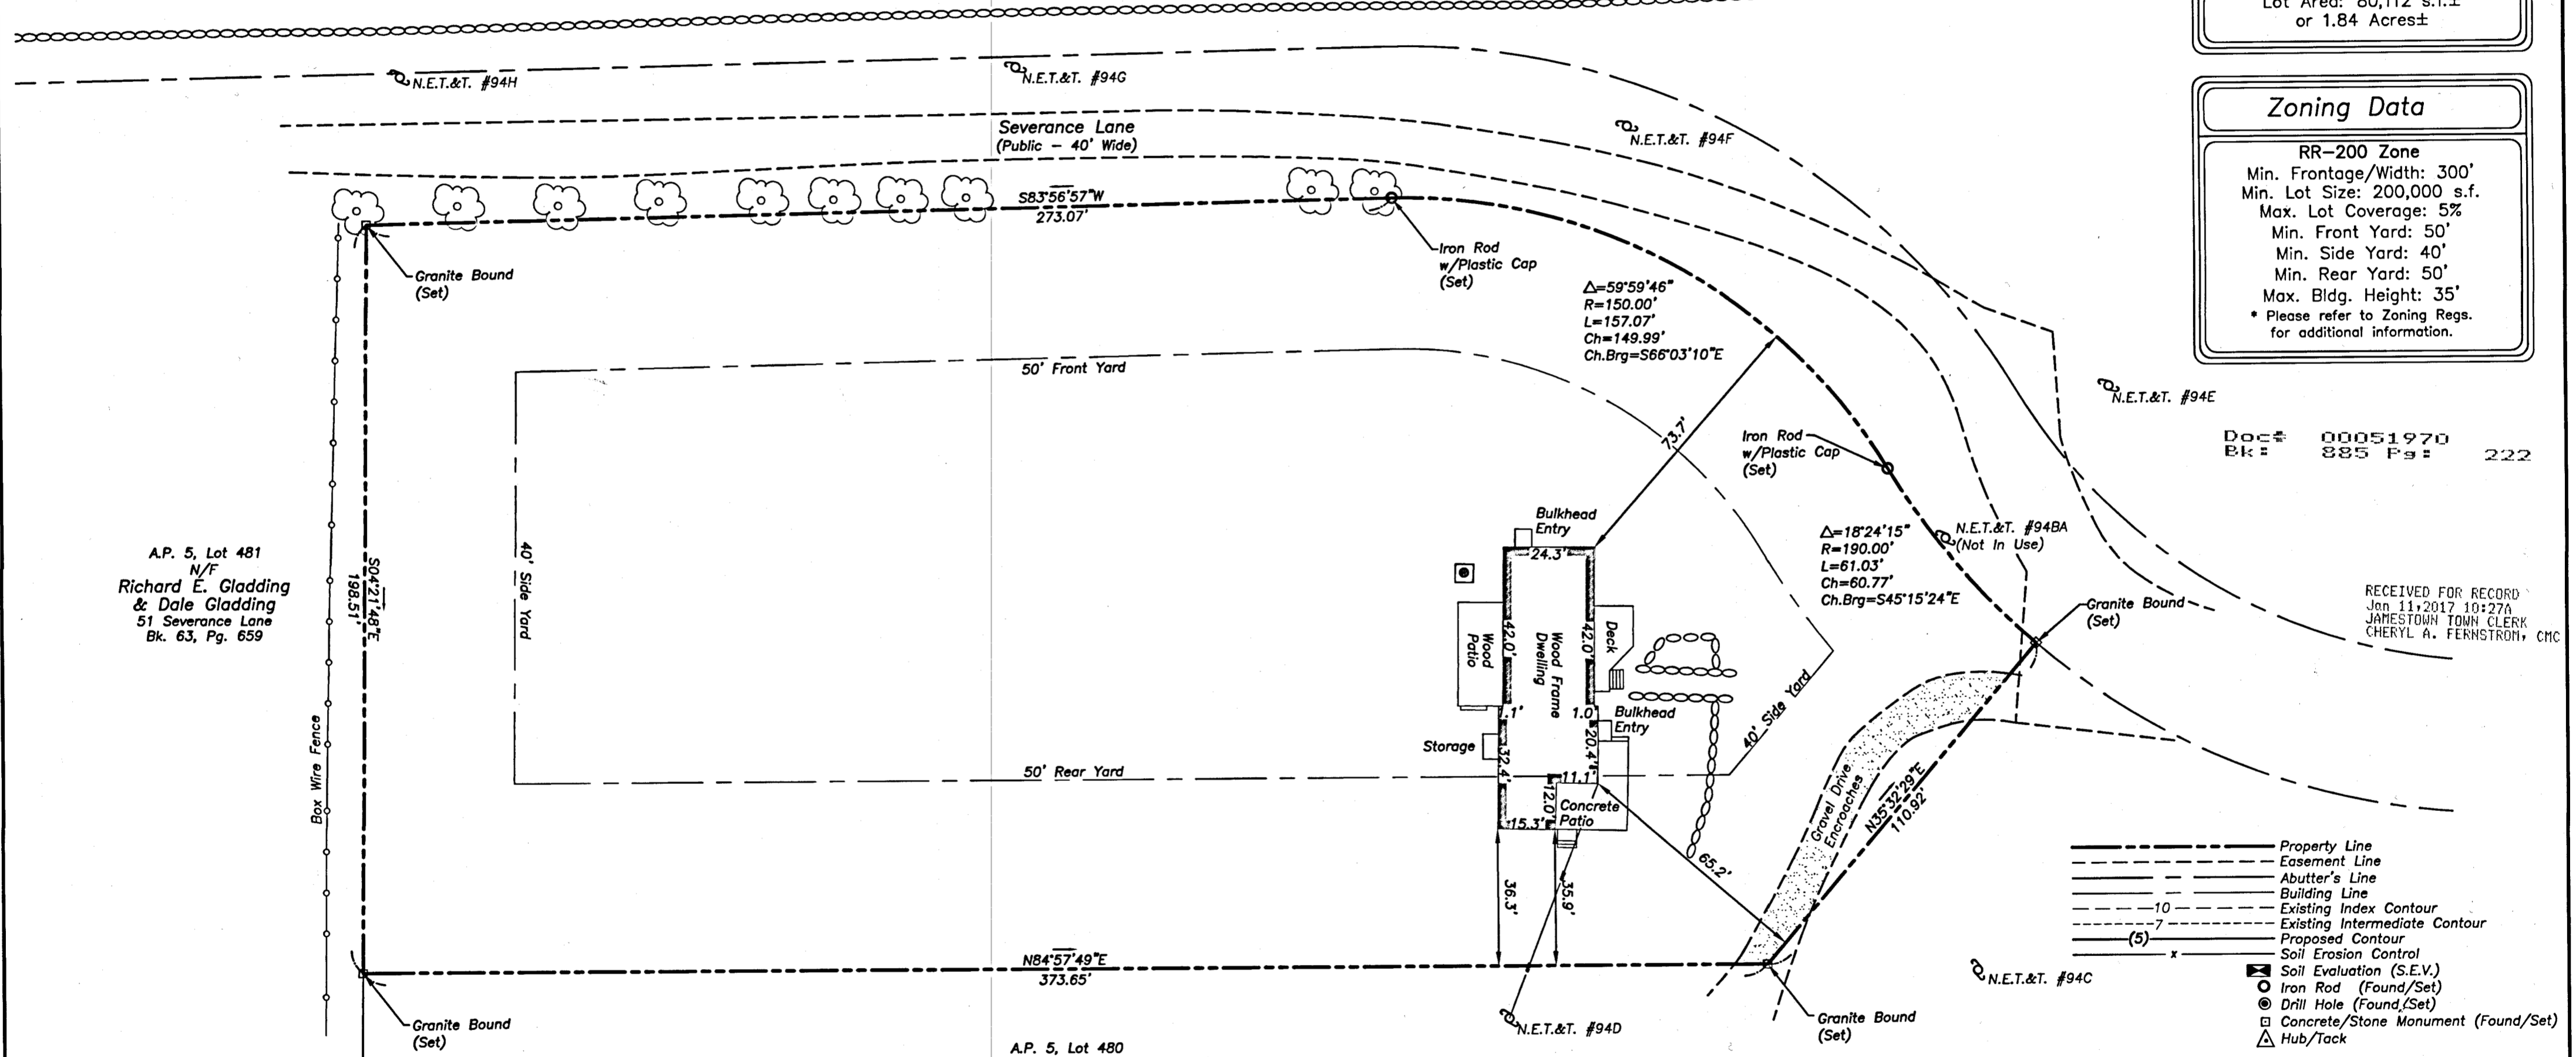 Lot Area: 80,112 s.f.±
or 1.84 Acres±
Zoning Data
RR-200 Zone
Min. Frontage/Width: 300'
Min. Lot Size: 200,000 s.f.
Max. Lot Coverage: 5%
Min. Front Yard: 50'
Min. Side Yard: 40'
Min. Rear Yard: 50'
Max. Bldg. Height: 35'
* Please refer to Zoning Regs.
for additional information.
N.E.T.&T. #94H
N.E.T.&T. #94G
N.E.T.&T. #94F
N.E.T.&T. #94E
Severance Lane
(Public - 40' Wide)
S83°56'57"W
273.07'
Granite Bound
(Set)
Iron Rod
w/Plastic Cap
(Set)
Δ=59°59'46"
R=150.00'
L=157.07'
Ch=149.99'
Ch.Brg=S66°03'10"E
50' Front Yard
73.7'
Iron Rod
w/Plastic Cap
(Set)
Doc# 00051970
Bk: 885 Pg: 222
A.P. 5, Lot 481
N/F
Richard E. Gladding
& Dale Gladding
51 Severance Lane
Bk. 63, Pg. 659
S04°21'48"E
198.51'
40' Side Yard
Box Wire Fence
Bulkhead
Entry
24.3'
42.0'
42.0'
Wood Frame
Dwelling
Wood
Patio
Deck
.1'
1.0'
Bulkhead
Entry
Storage
32.4'
20.4'
11.1'
12.0'
15.3'
Concrete
Patio
40' Side Yard
50' Rear Yard
Δ=18°24'15"
R=190.00'
L=61.03'
Ch=60.77'
Ch.Brg=S45°15'24"E
N.E.T.&T. #94BA
(Not In Use)
Granite Bound
(Set)
RECEIVED FOR RECORD
Jan 11,2017 10:27A
JAMESTOWN TOWN CLERK
CHERYL A. FERNSTROM, CMC
Gravel Drive
Encroaches
N35°32'29"E
110.92'
65.2'
36.3'
35.9'
N84°57'49"E
373.65'
Granite Bound
(Set)
N.E.T.&T. #94D
Granite Bound
(Set)
N.E.T.&T. #94C
A.P. 5, Lot 480
Property Line
Easement Line
Abutter's Line
Building Line
10 Existing Index Contour
7 Existing Intermediate Contour
(5) Proposed Contour
x Soil Erosion Control
Soil Evaluation (S.E.V.)
Iron Rod (Found/Set)
Drill Hole (Found/Set)
Concrete/Stone Monument (Found/Set)
Hub/Tack